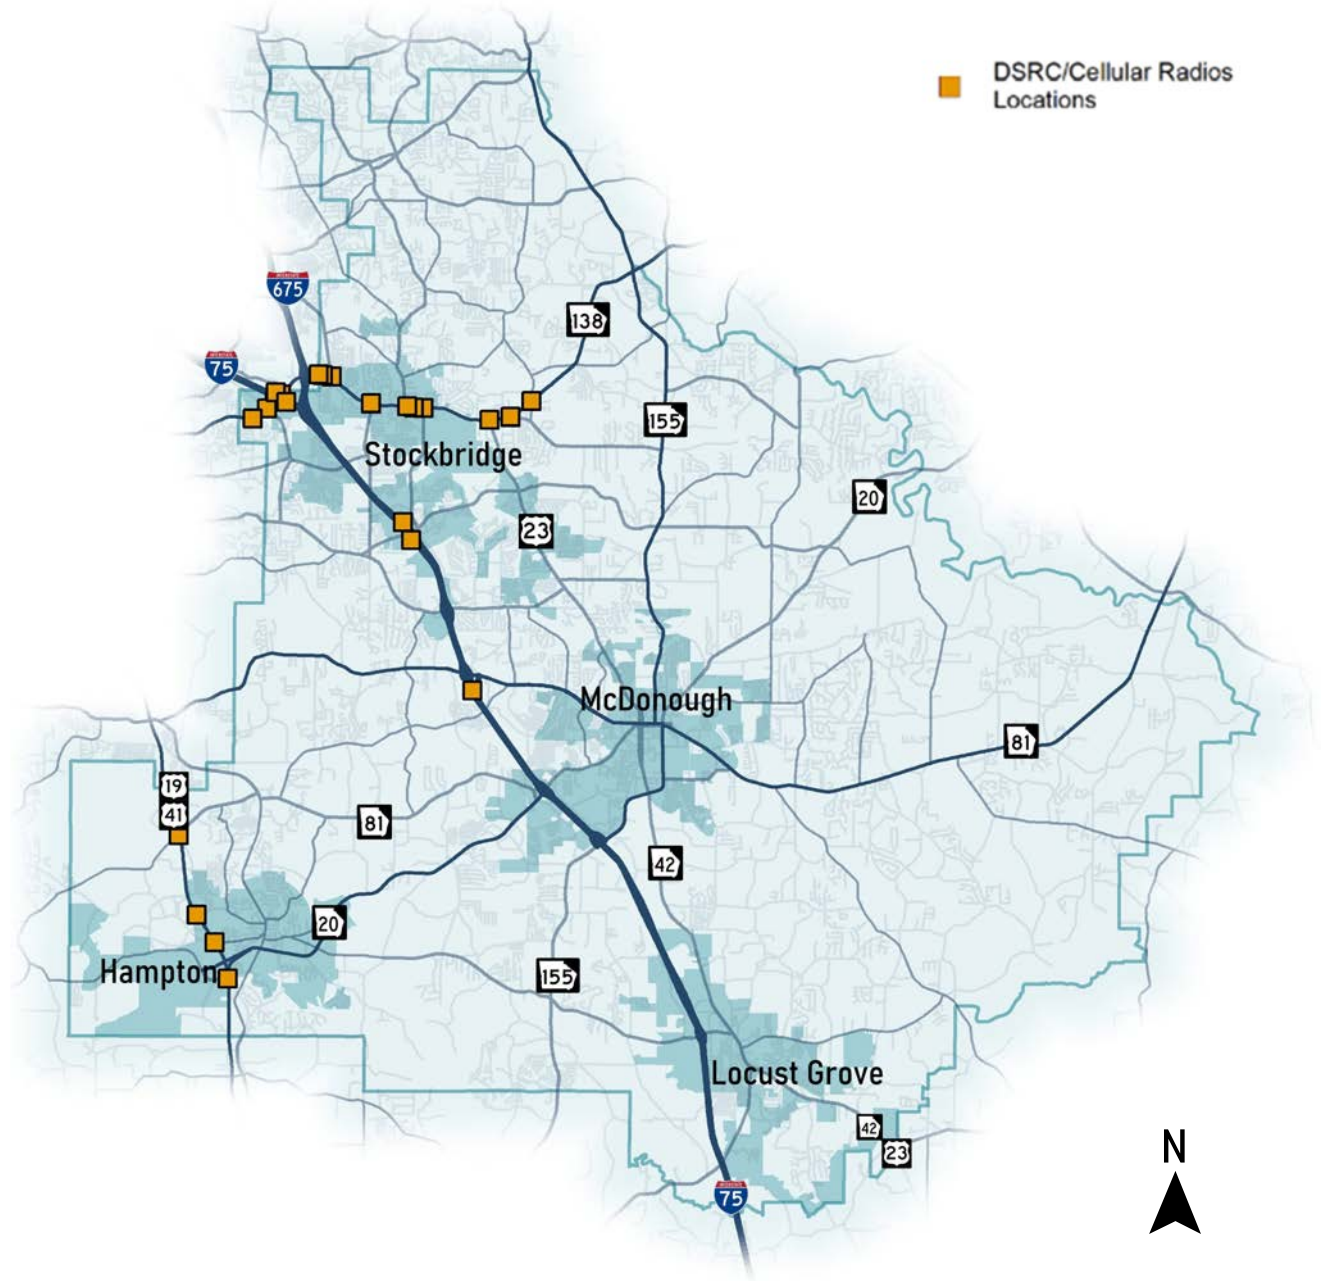 DSRC/Cellular Radios
Locations
675
138
75
155
Stockbridge
20
23
McDonough
81
19
41
81
42
20
Hampton
155
Locust Grove
42
23
N
75